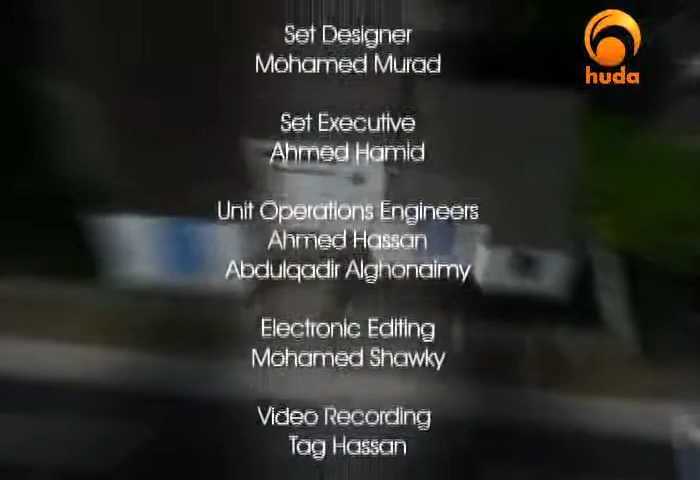 Set Designer
Mohamed Murad
Set Executive
Ahmed Hamid
Unit Operations Engineers
Ahmed Hassan
Abdulqadir Alghonaimy
Electronic Editing
Mohamed Shawky
Video Recording
Tag Hassan
huda